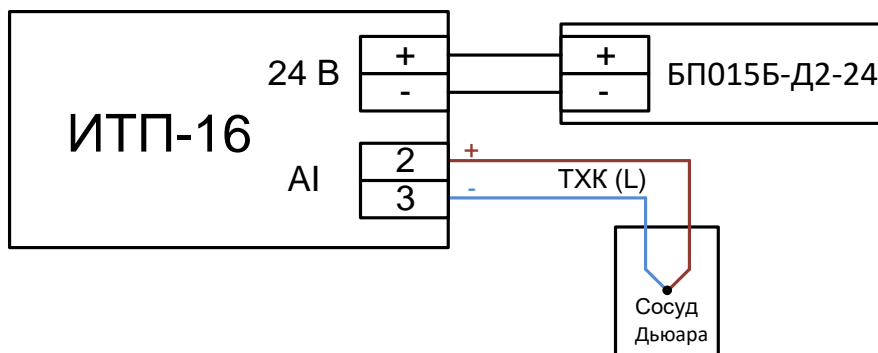 24 В
+
-
+
-
БП015Б-Д2-24
ИТП-16
AI
2
3
+
-
ТХК (L)
Сосуд
Дьюара